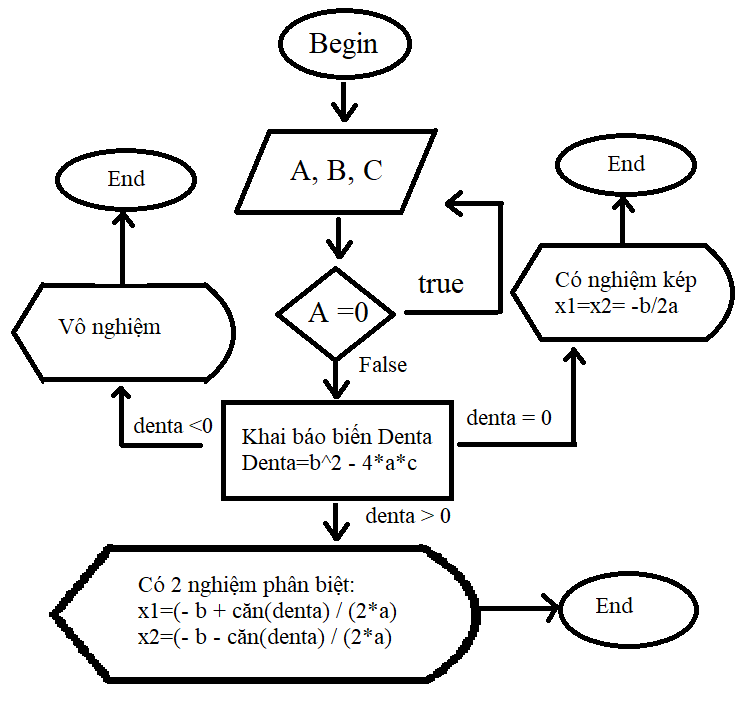 Begin
A, B, C
End
End
true
A =0
Có nghiệm kép
x1=x2= -b/2a
Vô nghiệm
False
denta <0
denta = 0
Khai báo biến Denta
Denta=b^2 - 4*a*c
denta > 0
Có 2 nghiệm phân biệt:
x1=(- b + căn(denta) / (2*a)
x2=(- b - căn(denta) / (2*a)
End